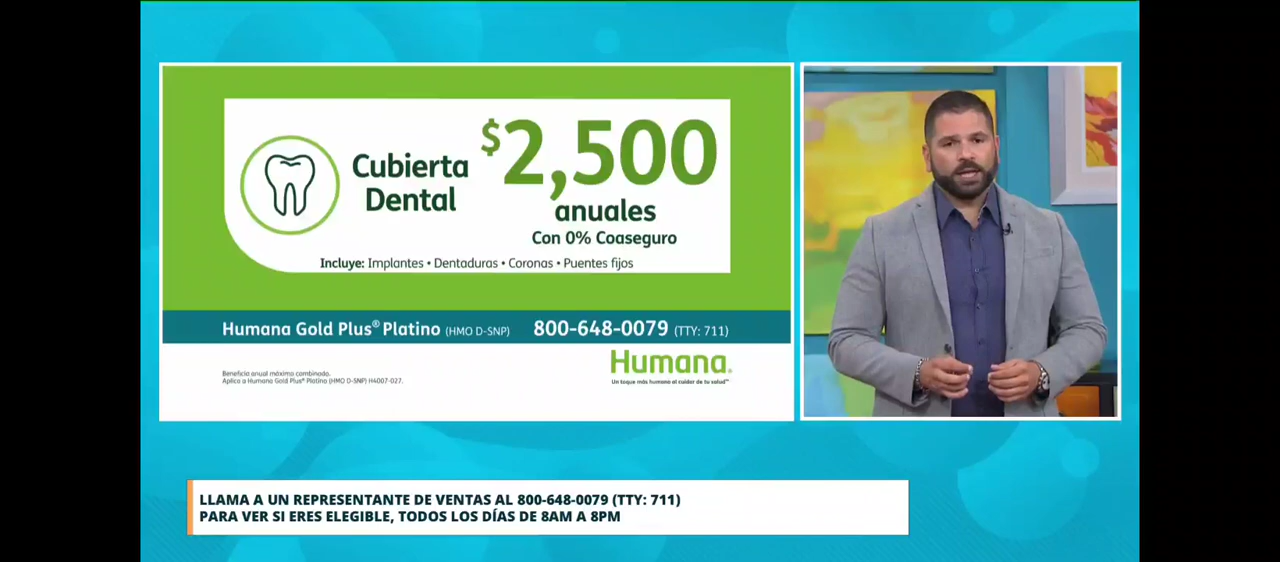 Cubierta
Dental
$2,500
anuales
Con 0% Coaseguro
Incluye: Implantes • Dentaduras • Coronas • Puentes fijos
Humana Gold Plus® Platino (HMO D-SNP) 800-648-0079 (TTY: 711)
Humana.
Un toque más humano al cuidar de tu salud™
Beneficio anual máximo combinado.
Aplica a Humana Gold Plus® Platino (HMO D-SNP) H4007-027.
LLAMA A UN REPRESENTANTE DE VENTAS AL 800-648-0079 (TTY: 711)
PARA VER SI ERES ELEGIBLE, TODOS LOS DÍAS DE 8AM A 8PM